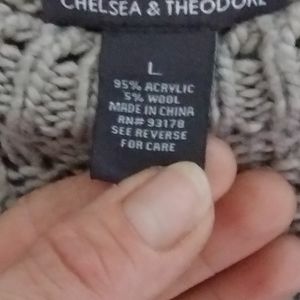 CHELSEA & THEODORE
L
95% ACRYLIC
5% WOOL
MADE IN CHINA
RN# 93178
SEE REVERSE
FOR CARE